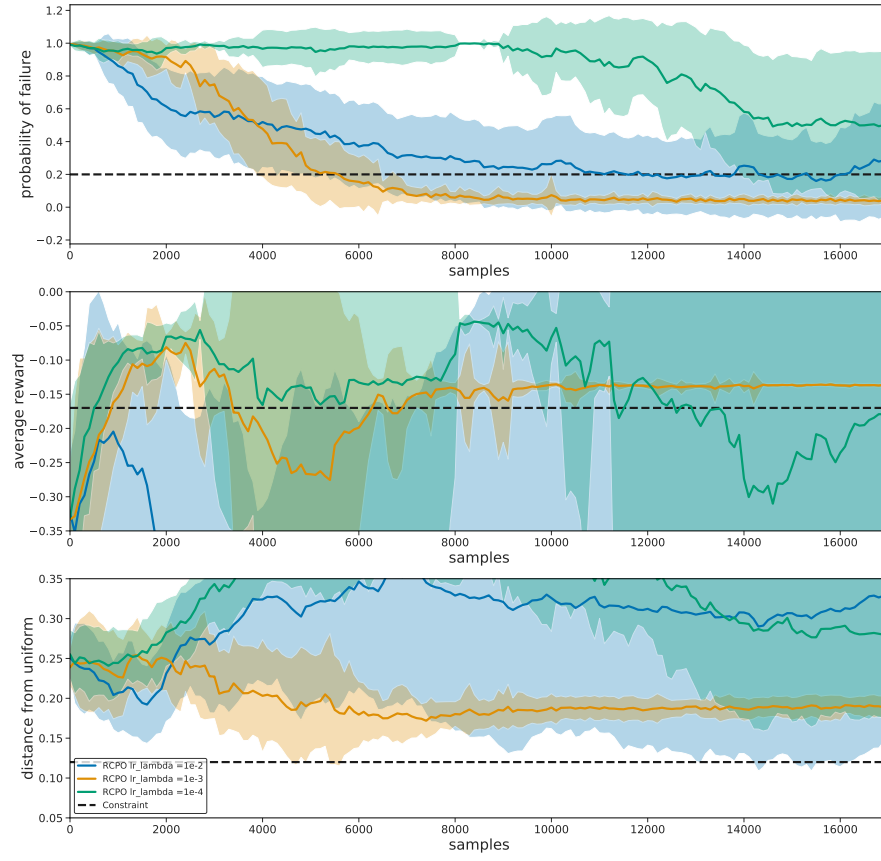 1.2
1.0
0.8
0.6
0.4
0.2
0.0
−0.2
probability of failure
0 2000 4000 6000 8000 10000 12000 14000 16000
samples
0.00
−0.05
−0.10
−0.15
−0.20
−0.25
−0.30
−0.35
average reward
0 2000 4000 6000 8000 10000 12000 14000 16000
samples
0.35
0.30
0.25
0.20
0.15
0.10
0.05
distance from uniform
RCPO lr_lambda =1e-2
RCPO lr_lambda =1e-3
RCPO lr_lambda =1e-4
Constraint
0 2000 4000 6000 8000 10000 12000 14000 16000
samples